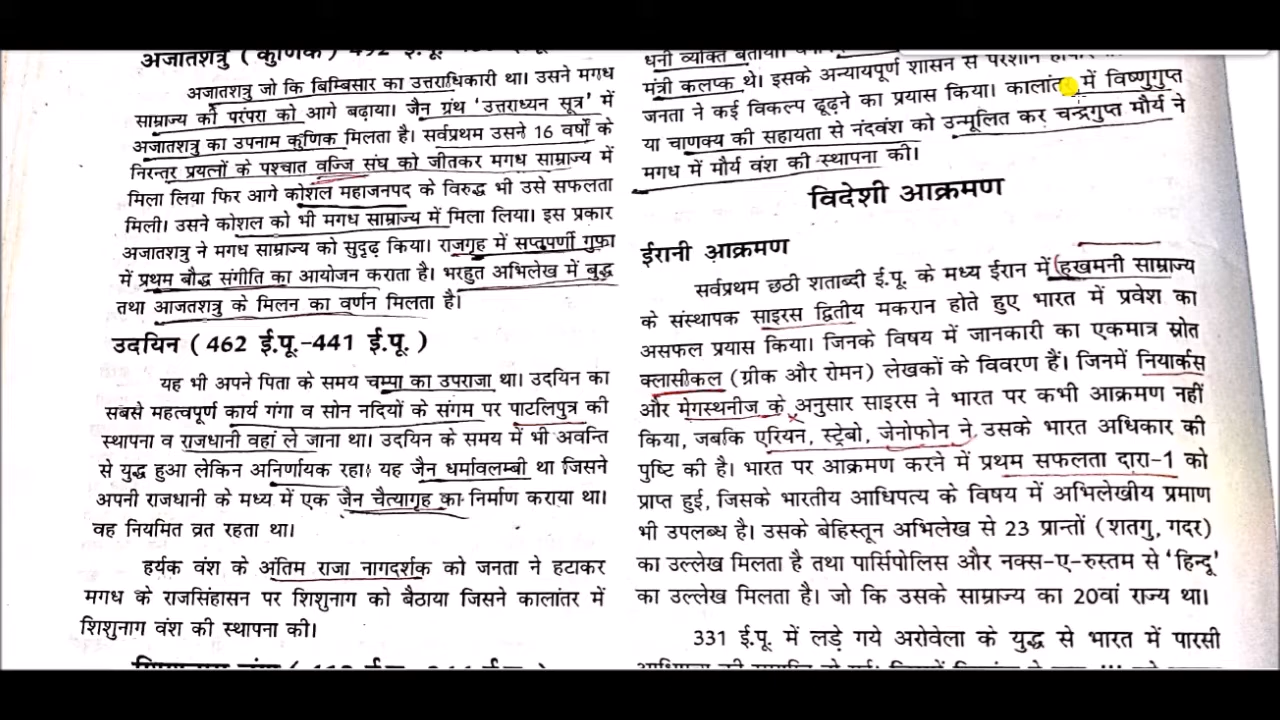 अजातशत्रु ( कुणिक )
अजातशत्रु जो कि बिम्बिसार का उत्तराधिकारी था। उसने मगध
साम्राज्य की परंपरा को आगे बढ़ाया। जैन ग्रंथ 'उत्तराध्यन सूत्र' में
अजातशत्रु का उपनाम कुणिक मिलता है। सर्वप्रथम उसने 16 वर्षों के
निरन्तर प्रयत्नों के पश्चात वज्जि संघ को जीतकर मगध साम्राज्य में
मिला लिया फिर आगे कोशल महाजनपद के विरुद्ध भी उसे सफलता
मिली। उसने कोशल को भी मगध साम्राज्य में मिला लिया। इस प्रकार
अजातशत्रु ने मगध साम्राज्य को सुदृढ़ किया। राजगृह में सप्तपर्णी गुफा
में प्रथम बौद्ध संगीति का आयोजन कराता है। भरहुत अभिलेख में बुद्ध
तथा आजतशत्रु के मिलन का वर्णन मिलता है।
उदयिन ( 462 ई.पू.-441 ई.पू. )
यह भी अपने पिता के समय चम्पा का उपराजा था। उदयिन का
सबसे महत्वपूर्ण कार्य गंगा व सोन नदियों के संगम पर पाटलिपुत्र की
स्थापना व राजधानी वहां ले जाना था। उदयिन के समय में भी अवन्ति
से युद्ध हुआ लेकिन अनिर्णायक रहा। यह जैन धर्मावलम्बी था जिसने
अपनी राजधानी के मध्य में एक जैन चैत्यागृह का निर्माण कराया था।
वह नियमित व्रत रहता था।
हर्यक वंश के अंतिम राजा नागदर्शक को जनता ने हटाकर
मगध के राजसिंहासन पर शिशुनाग को बैठाया जिसने कालांतर में
शिशुनाग वंश की स्थापना की।
धनी व्यक्ति बताया।
मंत्री कलप्क थे। इसके अन्यायपूर्ण शासन से परेशान होकर
जनता ने कई विकल्प ढूढ़ने का प्रयास किया। कालांतर में विष्णुगुप्त
या चाणक्य की सहायता से नंदवंश को उन्मूलित कर चन्द्रगुप्त मौर्य ने
मगध में मौर्य वंश की स्थापना की।
विदेशी आक्रमण
ईरानी आक्रमण
सर्वप्रथम छठी शताब्दी ई.पू. के मध्य ईरान में हखमनी साम्राज्य
के संस्थापक साइरस द्वितीय मकरान होते हुए भारत में प्रवेश का
असफल प्रयास किया। जिनके विषय में जानकारी का एकमात्र स्रोत
क्लासीकल (ग्रीक और रोमन) लेखकों के विवरण हैं। जिनमें नियार्कस
और मेगस्थनीज के अनुसार साइरस ने भारत पर कभी आक्रमण नहीं
किया, जबकि एरियन, स्ट्रेबो, जेनोफोन ने उसके भारत अधिकार की
पुष्टि की है। भारत पर आक्रमण करने में प्रथम सफलता दारा-1 को
प्राप्त हुई, जिसके भारतीय आधिपत्य के विषय में अभिलेखीय प्रमाण
भी उपलब्ध है। उसके बेहिस्तून अभिलेख से 23 प्रान्तों (शतगु, गदर)
का उल्लेख मिलता है तथा पार्सिपोलिस और नक्स-ए-रुस्तम से 'हिन्दू'
का उल्लेख मिलता है। जो कि उसके साम्राज्य का 20वां राज्य था।
331 ई.पू. में लड़े गये अरोवेला के युद्ध से भारत में पारसी